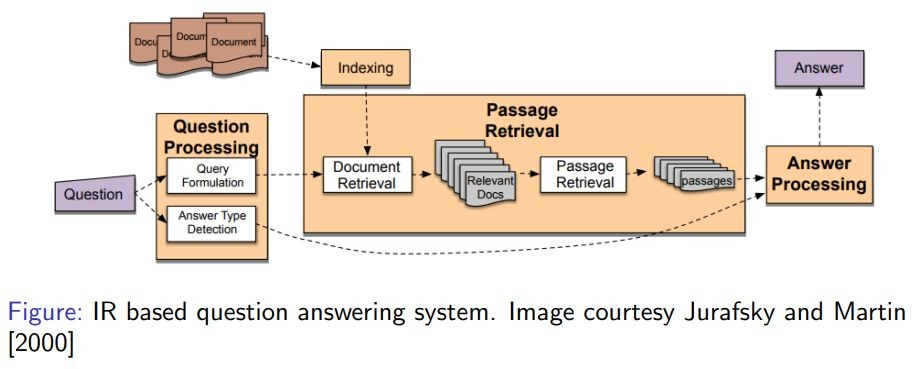 Document
Document
Docu
Indexing
Answer
Passage
Retrieval
Question
Processing
Query
Formulation
Document
Retrieval
Relevant
Docs
Passage
Retrieval
passages
Answer
Processing
Question
Answer Type
Detection
Figure: IR based question answering system. Image courtesy Jurafsky and Martin
[2000]